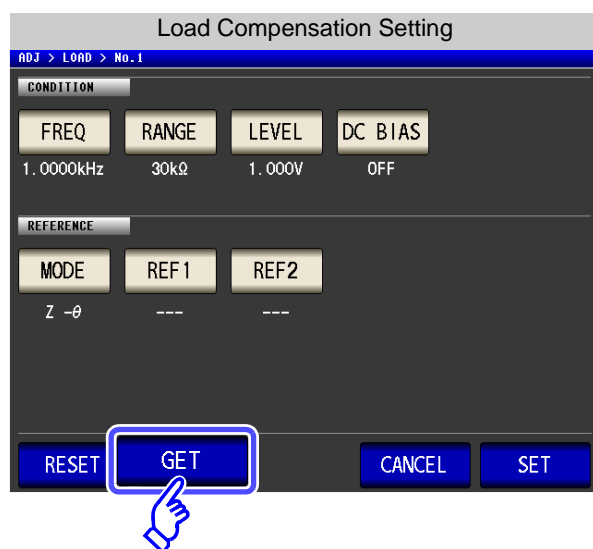 Load Compensation Setting
ADJ > LOAD > No.1
CONDITION
FREQ RANGE LEVEL DC BIAS
1.0000kHz 30kΩ 1.000V OFF
REFERENCE
MODE REF1 REF2
Z -θ --- ---
RESET GET CANCEL SET